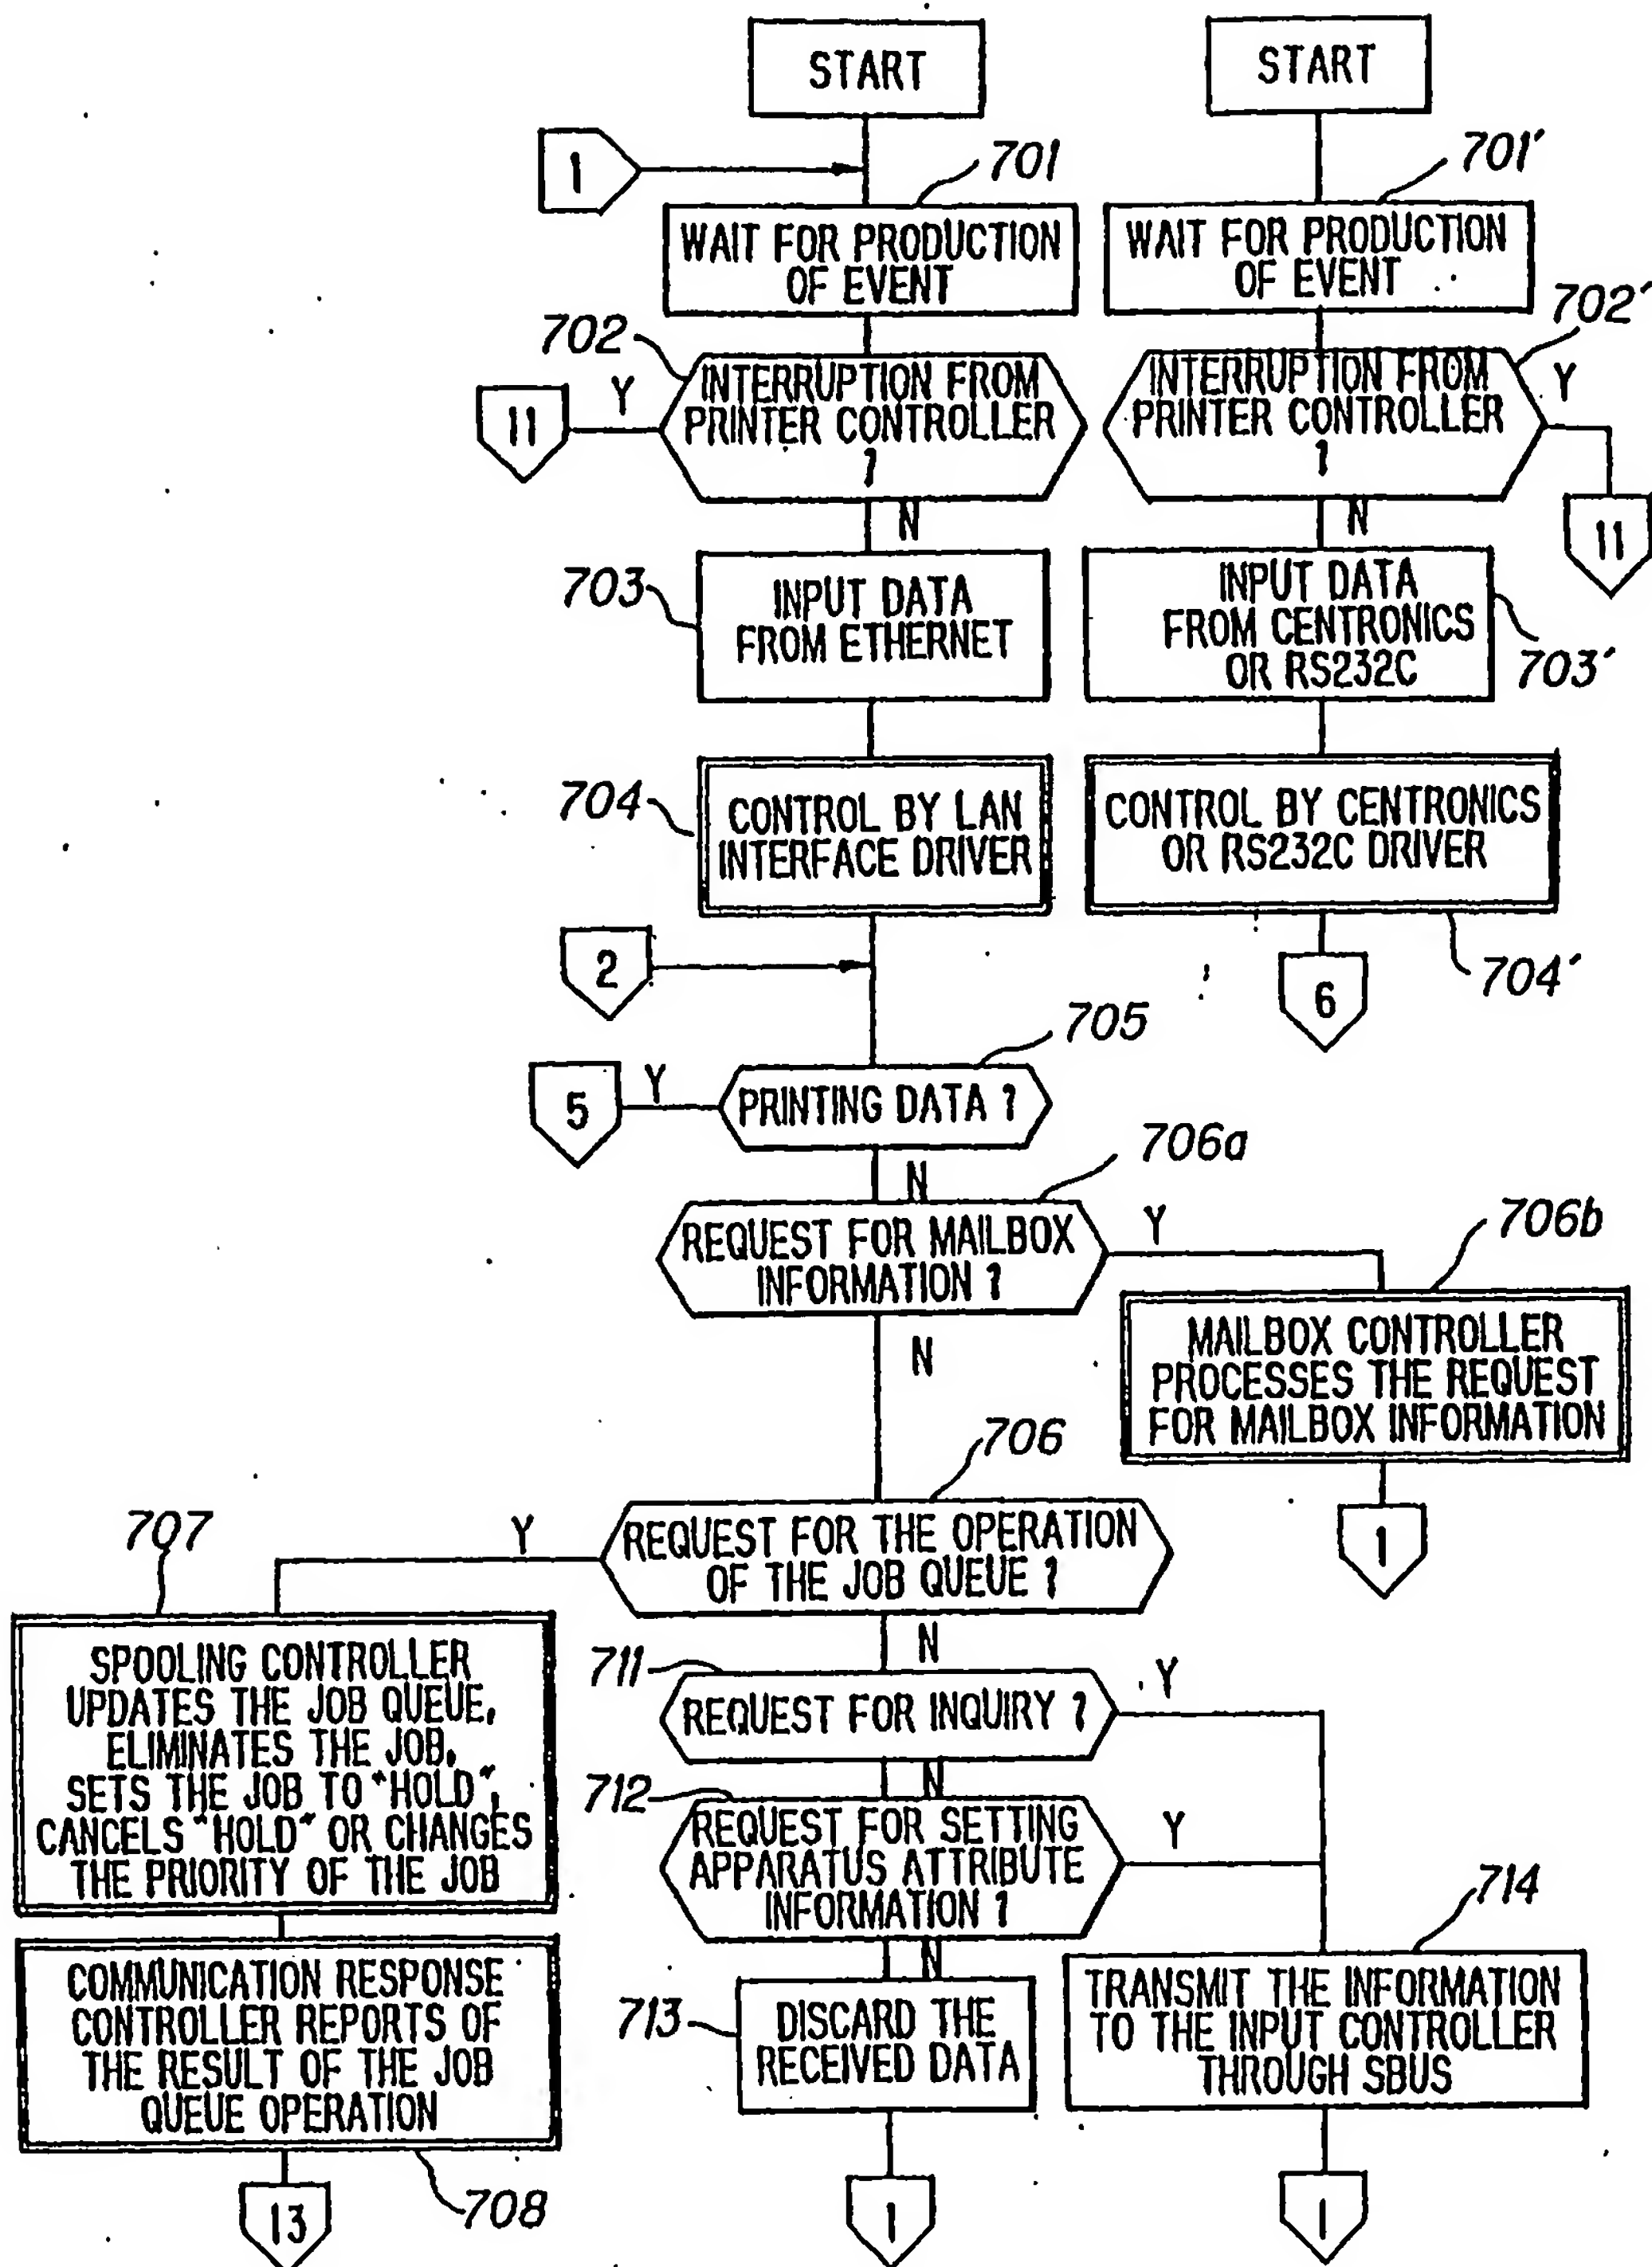 START
START
1
701
701'
WAIT FOR PRODUCTION
OF EVENT
WAIT FOR PRODUCTION
OF EVENT
702
702'
Y
INTERRUPTION FROM
PRINTER CONTROLLER
?
INTERRUPTION FROM
PRINTER CONTROLLER
?
Y
11
11
N
N
703
INPUT DATA
FROM ETHERNET
INPUT DATA
FROM CENTRONICS
OR RS232C
703'
704
CONTROL BY LAN
INTERFACE DRIVER
CONTROL BY CENTRONICS
OR RS232C DRIVER
704'
2
6
705
5
Y
PRINTING DATA ?
N
706a
REQUEST FOR MAILBOX
INFORMATION ?
Y
706b
N
MAILBOX CONTROLLER
PROCESSES THE REQUEST
FOR MAILBOX INFORMATION
1
706
707
Y
REQUEST FOR THE OPERATION
OF THE JOB QUEUE ?
N
SPOOLING CONTROLLER
UPDATES THE JOB QUEUE,
ELIMINATES THE JOB,
SETS THE JOB TO "HOLD",
CANCELS "HOLD" OR CHANGES
THE PRIORITY OF THE JOB
711
REQUEST FOR INQUIRY ?
Y
N
712
REQUEST FOR SETTING
APPARATUS ATTRIBUTE
INFORMATION ?
Y
N
714
COMMUNICATION RESPONSE
CONTROLLER REPORTS OF
THE RESULT OF THE JOB
QUEUE OPERATION
708
713
DISCARD THE
RECEIVED DATA
TRANSMIT THE INFORMATION
TO THE INPUT CONTROLLER
THROUGH SBUS
13
1
1